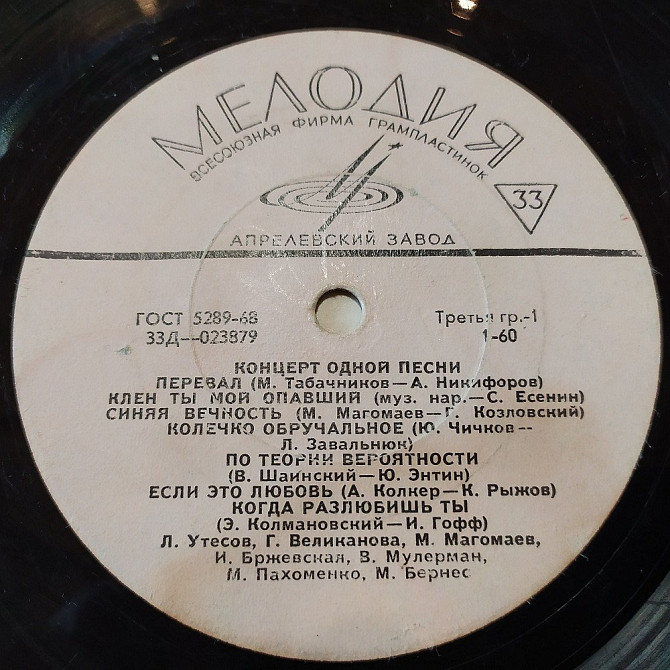 МЕЛОДИЯ
ВСЕСОЮЗНАЯ ФИРМА ГРАМПЛАСТИНОК
33
АПРЕЛЕВСКИЙ ЗАВОД
ГОСТ 5289-68
Третья гр.-1
33Д—023879
1-60
КОНЦЕРТ ОДНОЙ ПЕСНИ
ПЕРЕВАЛ (М. Табачников—А. Никифоров)
КЛЕН ТЫ МОЙ ОПАВШИЙ (муз. нар.—С. Есенин)
СИНЯЯ ВЕЧНОСТЬ (М. Магомаев—Г. Козловский)
КОЛЕЧКО ОБРУЧАЛЬНОЕ (Ю. Чичков—
Л. Завальнюк)
ПО ТЕОРИИ ВЕРОЯТНОСТИ
(В. Шаинский—Ю. Энтин)
ЕСЛИ ЭТО ЛЮБОВЬ (А. Колкер—К. Рыжов)
КОГДА РАЗЛЮБИШЬ ТЫ
(Э. Колмановский—И. Гофф)
Л. Утесов, Г. Великанова, М. Магомаев,
И. Бржевская, В. Мулерман,
М. Пахоменко, М. Бернес